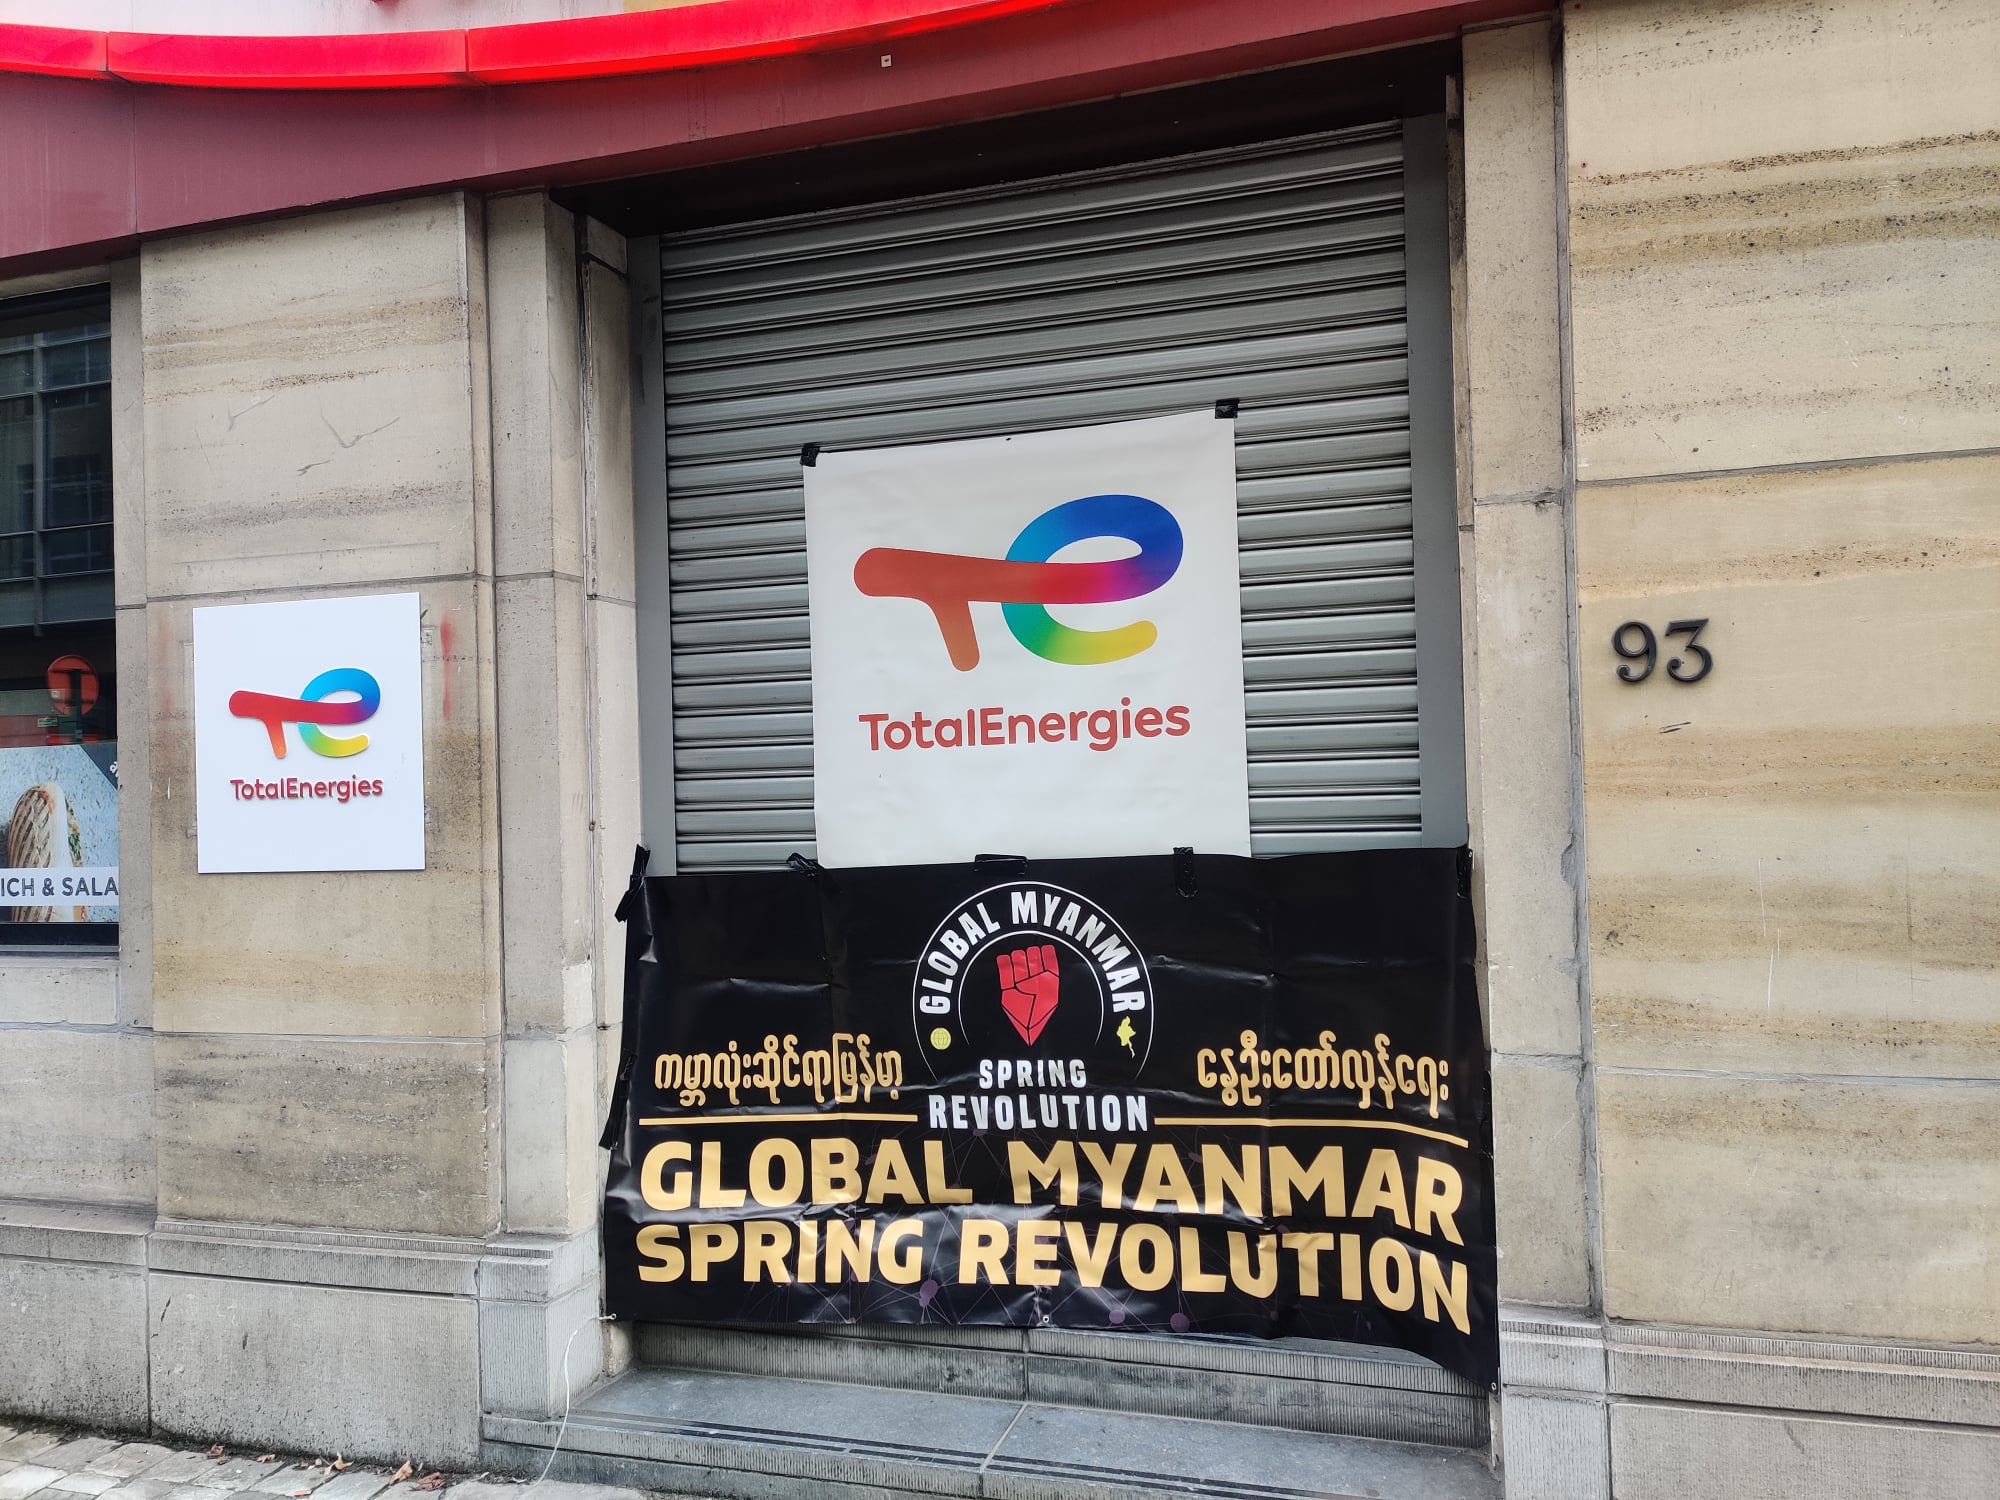 TotalEnergies
TotalEnergies
ICH & SALA
93
GLOBAL MYANMAR
SPRING
REVOLUTION
ကမ္ဘာလုံးဆိုင်ရာမြန်မာ့
နွေဦးတော်လှန်ရေး
GLOBAL MYANMAR
SPRING REVOLUTION